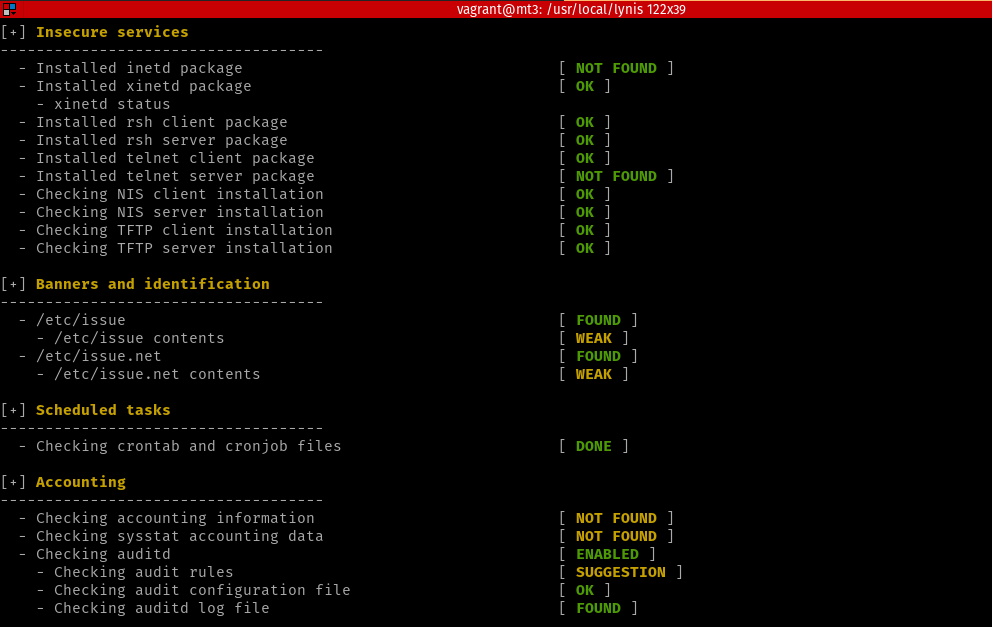 vagrant@mt3: /usr/local/lynis 122x39
[+] Insecure services
------------------------------------
  - Installed inetd package                                   [ NOT FOUND ]
  - Installed xinetd package                                  [ OK ]
    - xinetd status
  - Installed rsh client package                              [ OK ]
  - Installed rsh server package                              [ OK ]
  - Installed telnet client package                           [ OK ]
  - Installed telnet server package                           [ NOT FOUND ]
  - Checking NIS client installation                          [ OK ]
  - Checking NIS server installation                          [ OK ]
  - Checking TFTP client installation                         [ OK ]
  - Checking TFTP server installation                         [ OK ]
[+] Banners and identification
------------------------------------
  - /etc/issue                                                [ FOUND ]
    - /etc/issue contents                                     [ WEAK ]
  - /etc/issue.net                                            [ FOUND ]
    - /etc/issue.net contents                                 [ WEAK ]
[+] Scheduled tasks
------------------------------------
  - Checking crontab and cronjob files                        [ DONE ]
[+] Accounting
------------------------------------
  - Checking accounting information                           [ NOT FOUND ]
  - Checking sysstat accounting data                          [ NOT FOUND ]
  - Checking auditd                                           [ ENABLED ]
    - Checking audit rules                                    [ SUGGESTION ]
    - Checking audit configuration file                       [ OK ]
    - Checking auditd log file                                [ FOUND ]